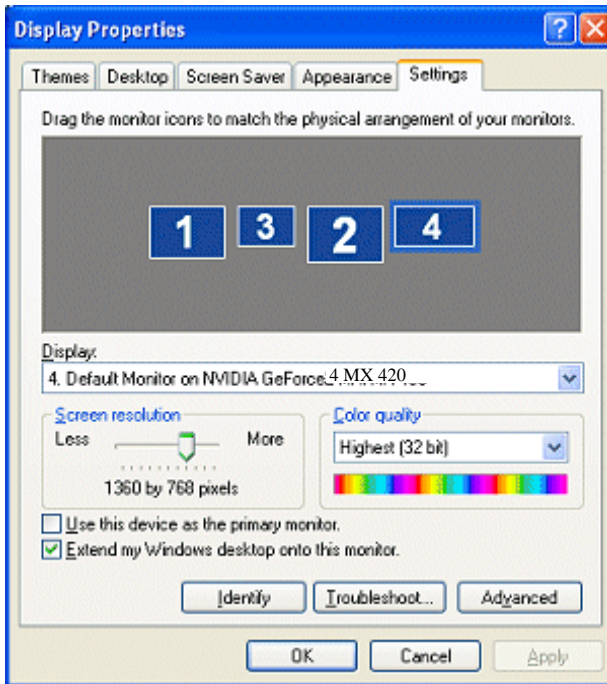 Display Properties
Themes Desktop Screen Saver Appearance Settings
Drag the monitor icons to match the physical arrangement of your monitors.
1 3 2 4
Display:
4. Default Monitor on NVIDIA GeForce 4 MX 420
Screen resolution
Less More
1360 by 768 pixels
Color quality
Highest (32 bit)
Use this device as the primary monitor.
Extend my Windows desktop onto this monitor.
Identify Troubleshoot... Advanced
OK Cancel Apply